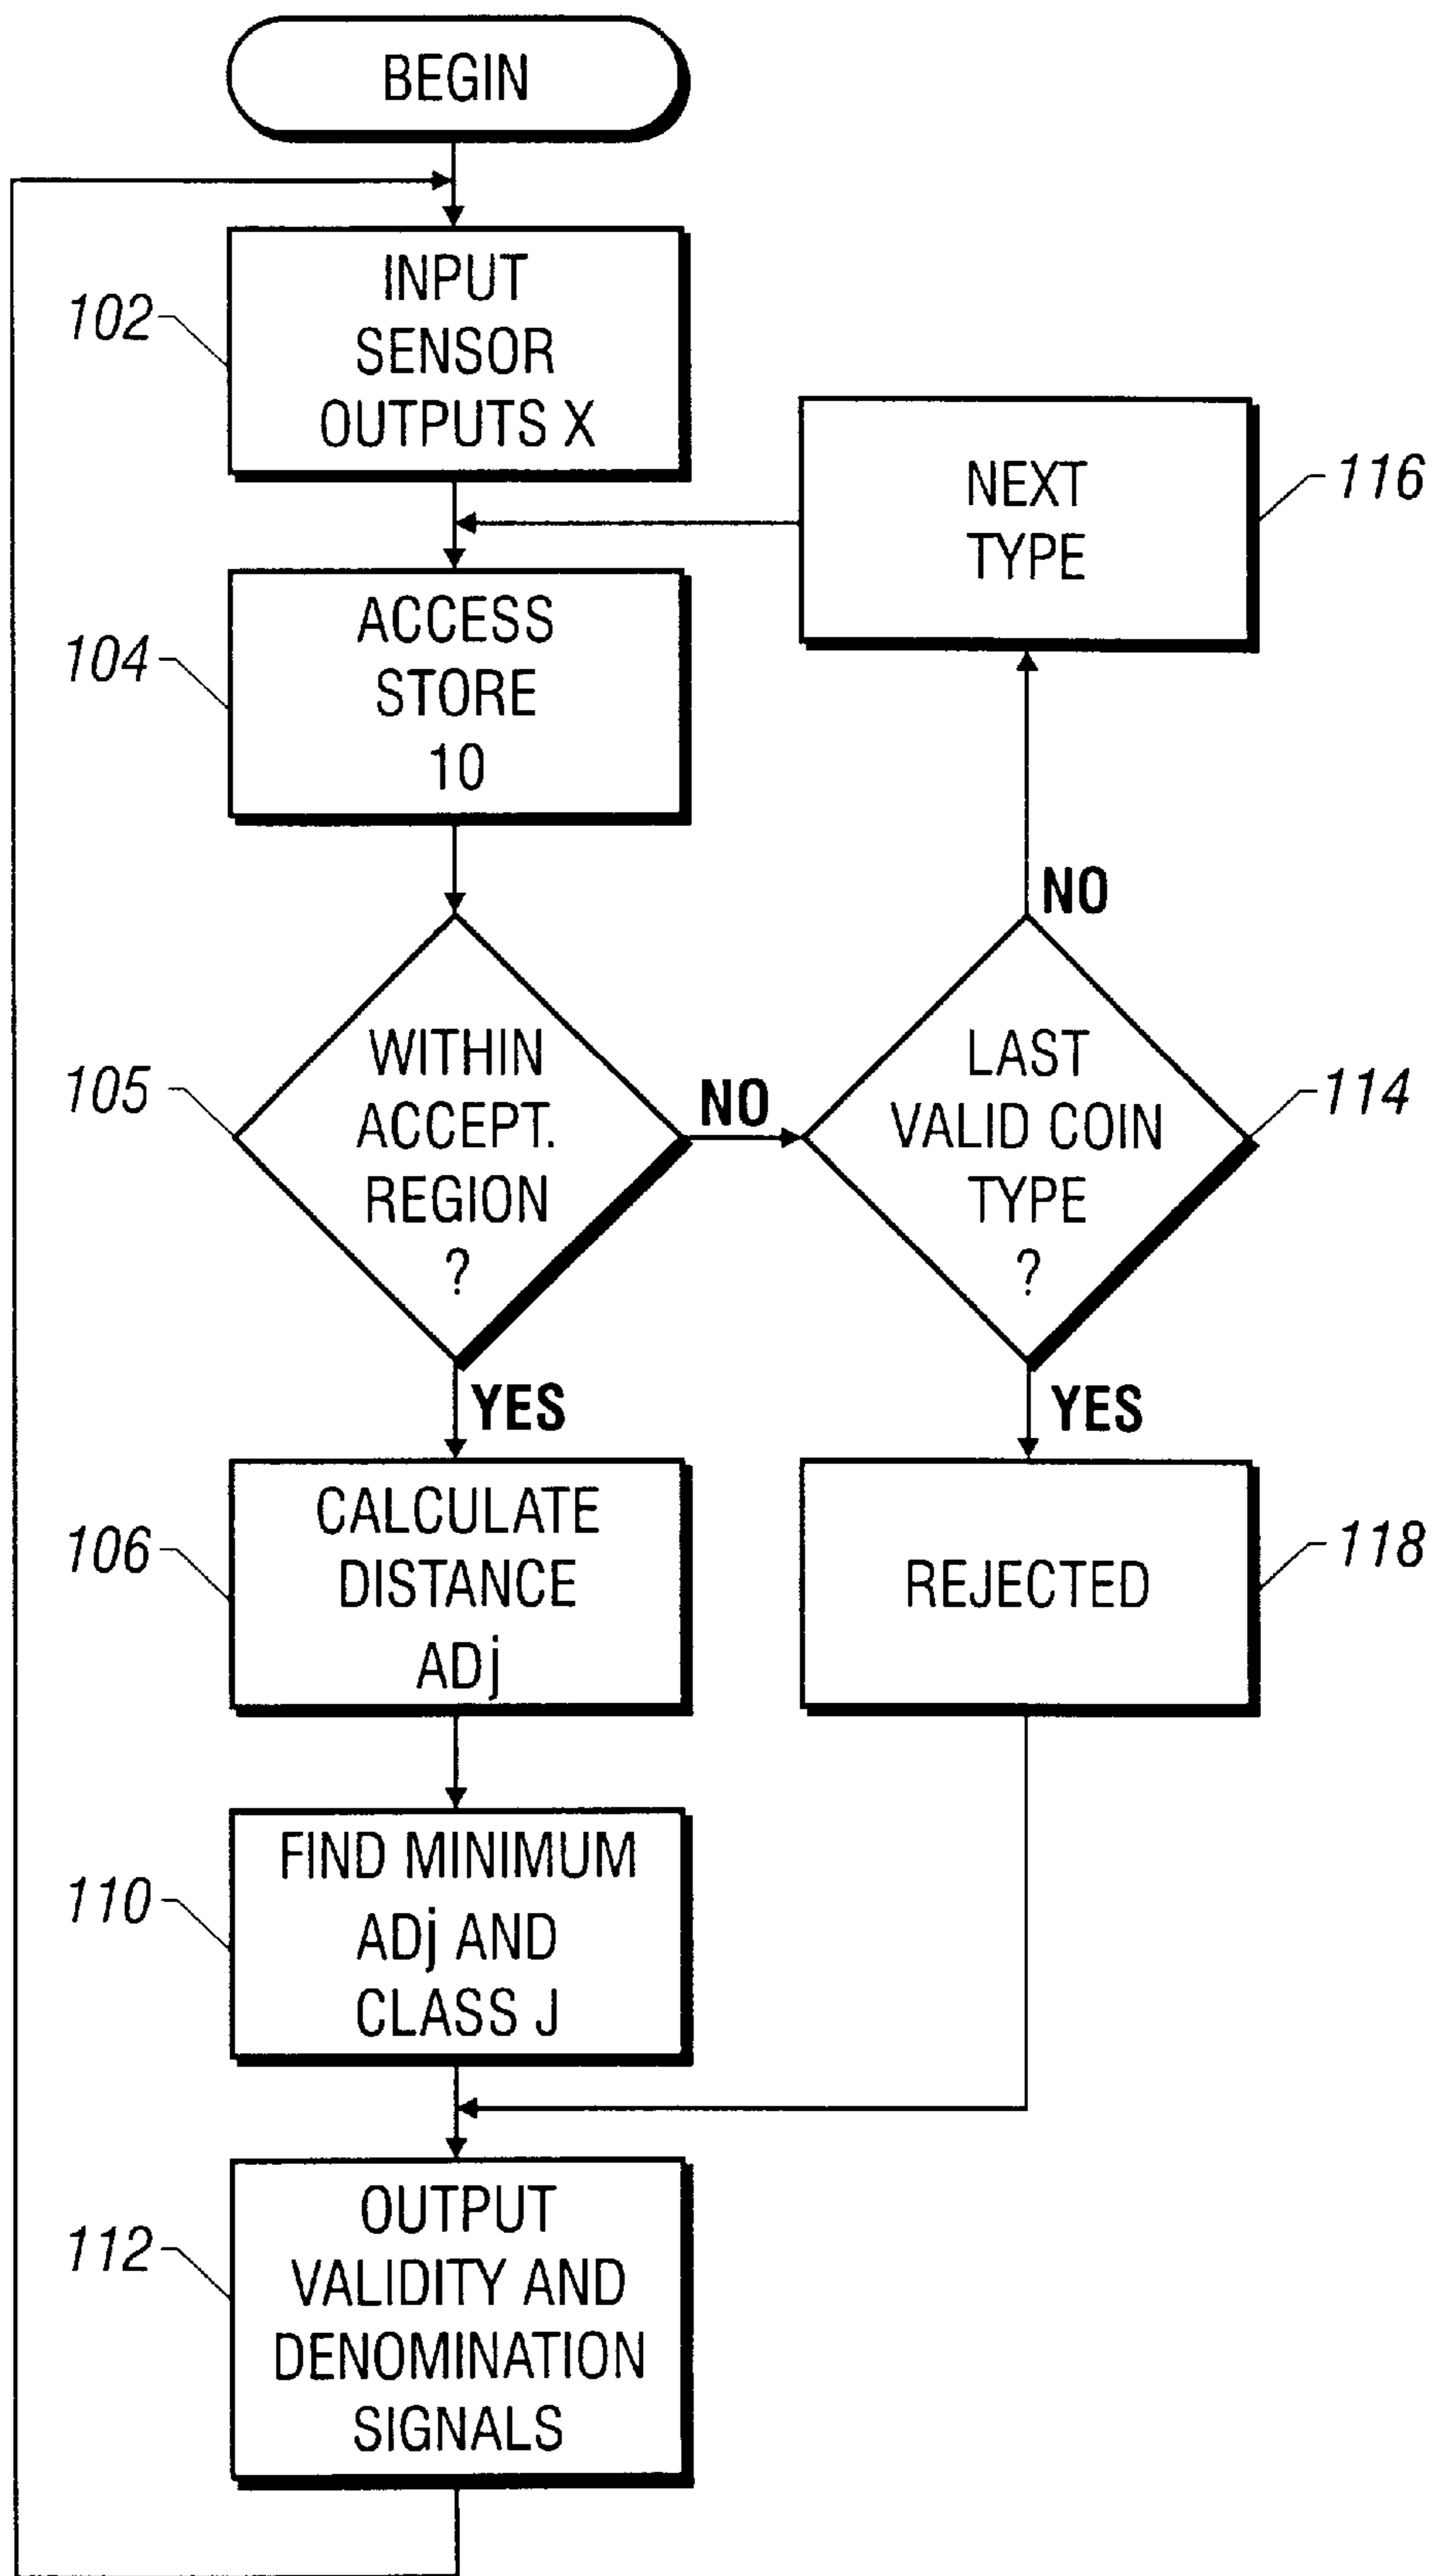 BEGIN
102
INPUT
SENSOR
OUTPUTS X
116
NEXT
TYPE
104
ACCESS
STORE
10
NO
105
WITHIN
ACCEPT.
REGION
?
NO
114
LAST
VALID COIN
TYPE
?
YES
YES
106
CALCULATE
DISTANCE
ADj
118
REJECTED
110
FIND MINIMUM
ADj AND
CLASS J
112
OUTPUT
VALIDITY AND
DENOMINATION
SIGNALS